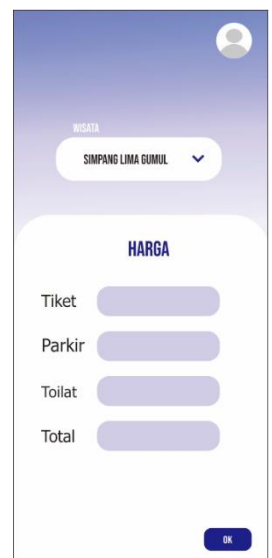 WISATA
SIMPANG LIMA GUMUL
HARGA
Tiket
Parkir
Toilat
Total
OK